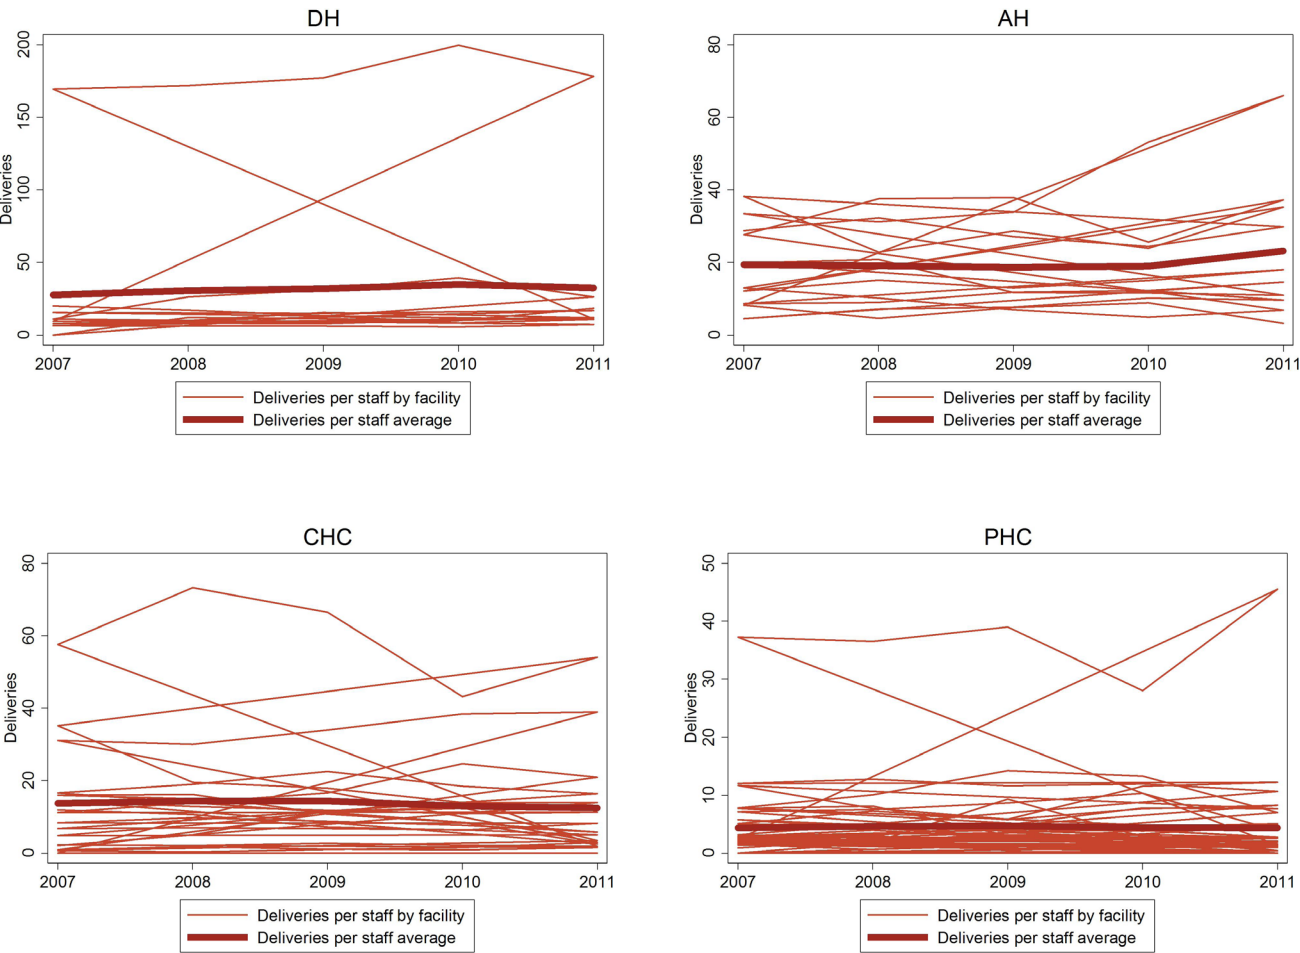 DH
200
150
100
50
0
Deliveries
2007 2008 2009 2010 2011
Deliveries per staff by facility
Deliveries per staff average
AH
80
60
40
20
0
Deliveries
2007 2008 2009 2010 2011
Deliveries per staff by facility
Deliveries per staff average
CHC
80
60
40
20
0
Deliveries
2007 2008 2009 2010 2011
Deliveries per staff by facility
Deliveries per staff average
PHC
50
40
30
20
10
0
Deliveries
2007 2008 2009 2010 2011
Deliveries per staff by facility
Deliveries per staff average